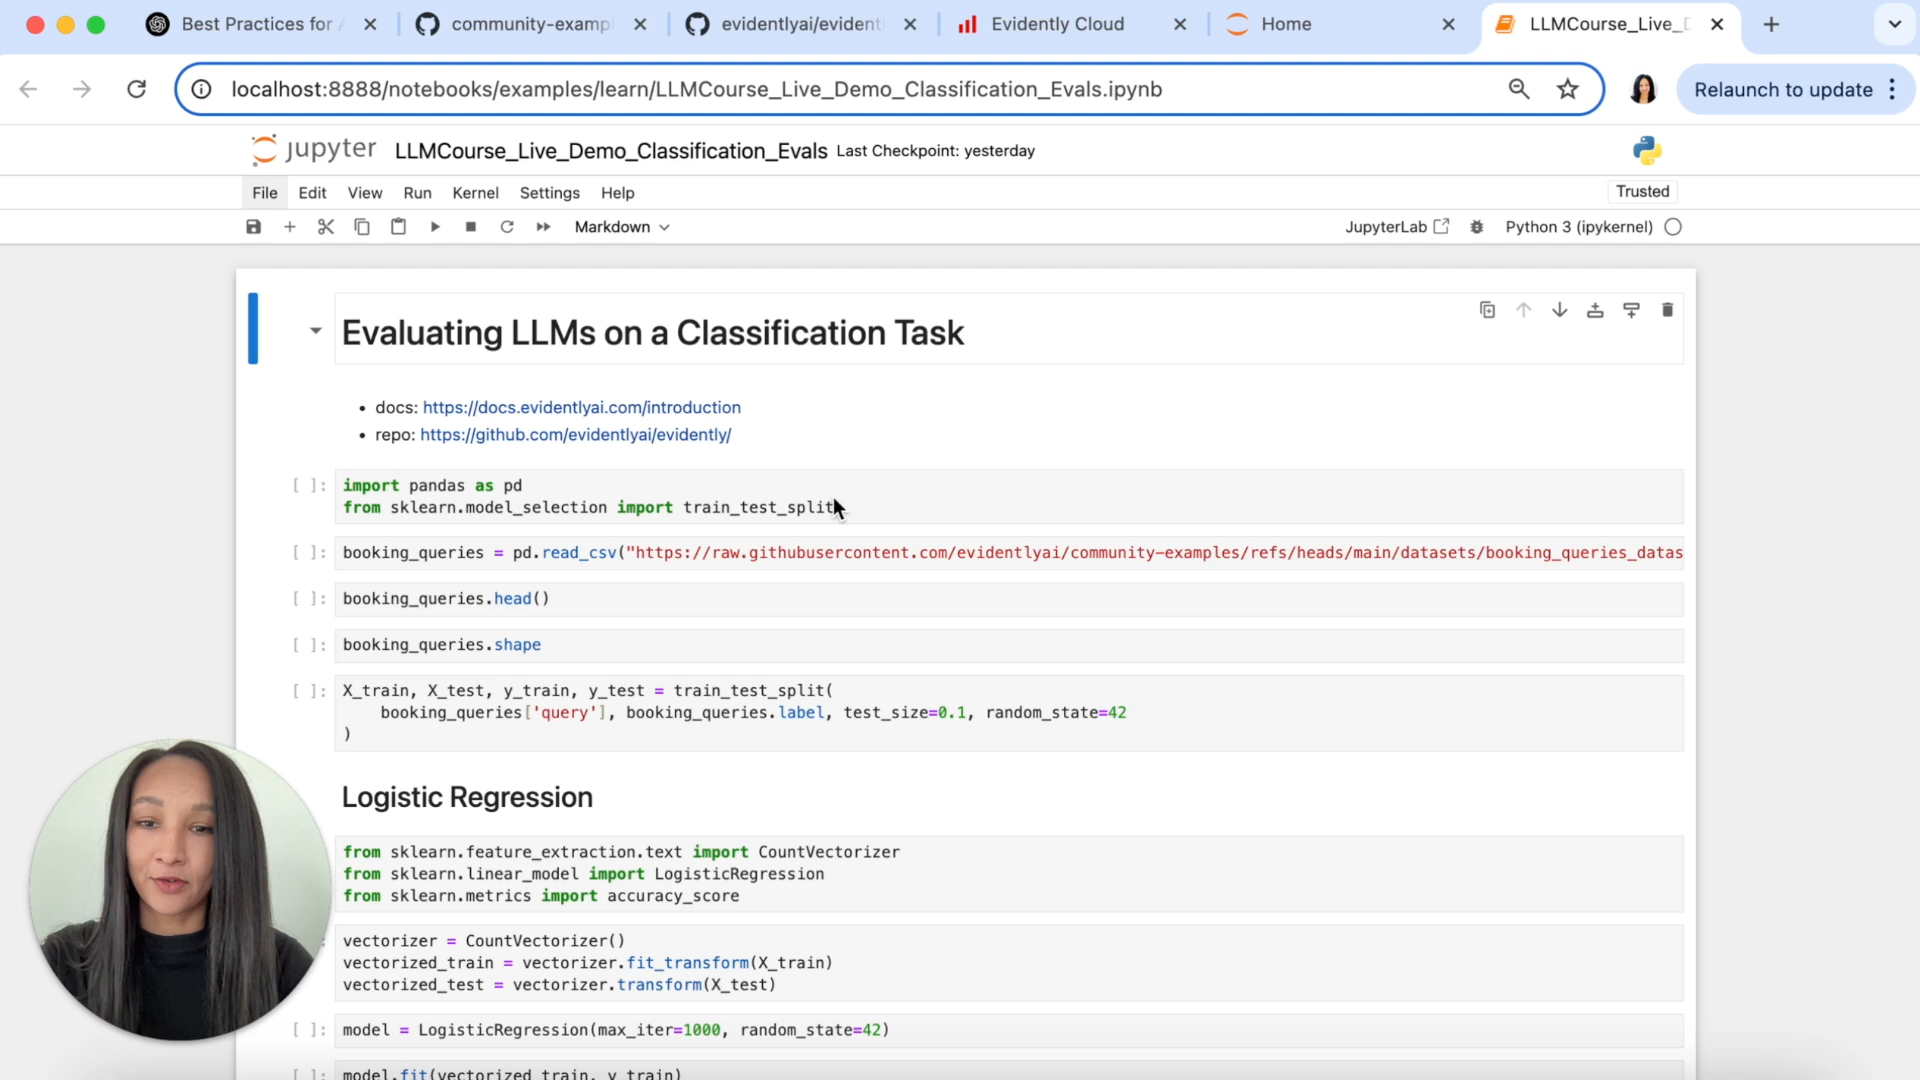 Best Practices for A
community-exampl
evidentlyai/evident
Evidently Cloud
Home
LLMCourse_Live_D
localhost:8888/notebooks/examples/learn/LLMCourse_Live_Demo_Classification_Evals.ipynb
Relaunch to update
jupyter LLMCourse_Live_Demo_Classification_Evals Last Checkpoint: yesterday
File Edit View Run Kernel Settings Help
Trusted
Markdown
JupyterLab
Python 3 (ipykernel)
Evaluating LLMs on a Classification Task
• docs: https://docs.evidentlyai.com/introduction
• repo: https://github.com/evidentlyai/evidently/
[ ]: import pandas as pd
from sklearn.model_selection import train_test_split
[ ]: booking_queries = pd.read_csv("https://raw.githubusercontent.com/evidentlyai/community-examples/refs/heads/main/datasets/booking_queries_datas
[ ]: booking_queries.head()
[ ]: booking_queries.shape
[ ]: X_train, X_test, y_train, y_test = train_test_split(
booking_queries['query'], booking_queries.label, test_size=0.1, random_state=42
)
Logistic Regression
from sklearn.feature_extraction.text import CountVectorizer
from sklearn.linear_model import LogisticRegression
from sklearn.metrics import accuracy_score
vectorizer = CountVectorizer()
vectorized_train = vectorizer.fit_transform(X_train)
vectorized_test = vectorizer.transform(X_test)
[ ]: model = LogisticRegression(max_iter=1000, random_state=42)
[ ]: model.fit(vectorized_train, y_train)